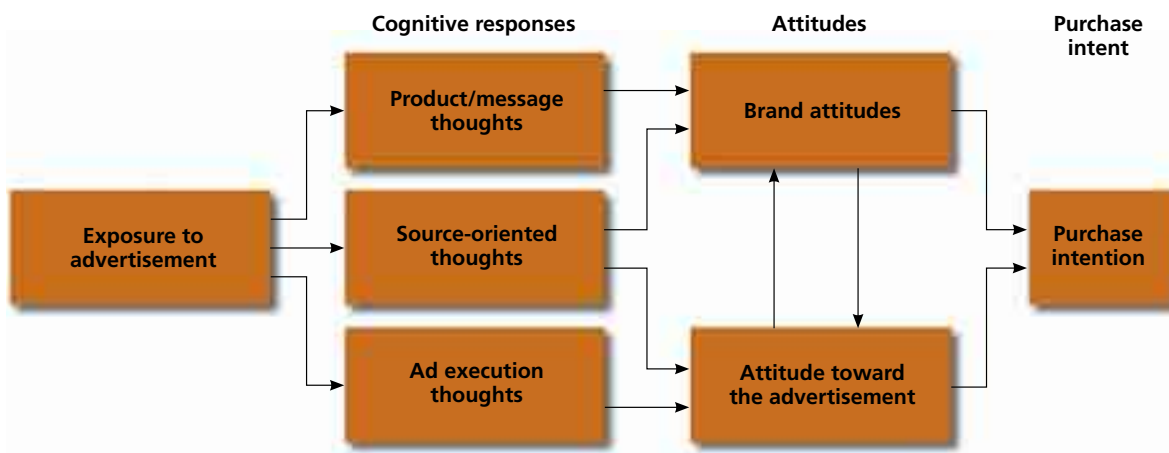 Cognitive responses
Attitudes
Purchase
intent
Product/message
thoughts
Brand attitudes
Exposure to
advertisement
Source-oriented
thoughts
Purchase
intention
Ad execution
thoughts
Attitude toward
the advertisement